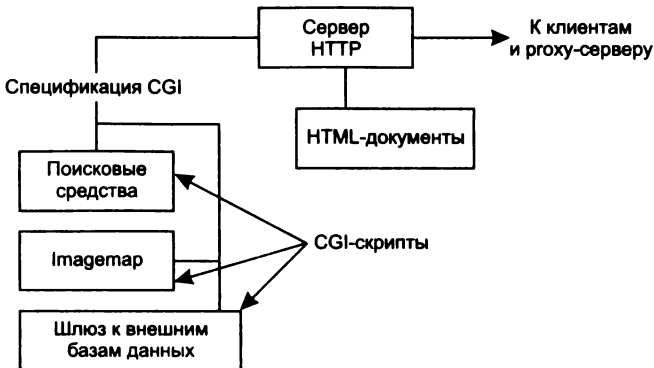 Сервер
HTTP
К клиентам
и proxy-серверу
Спецификация CGI
HTML-документы
Поисковые
средства
CGI-скрипты
Imagemap
Шлюз к внешним
базам данных